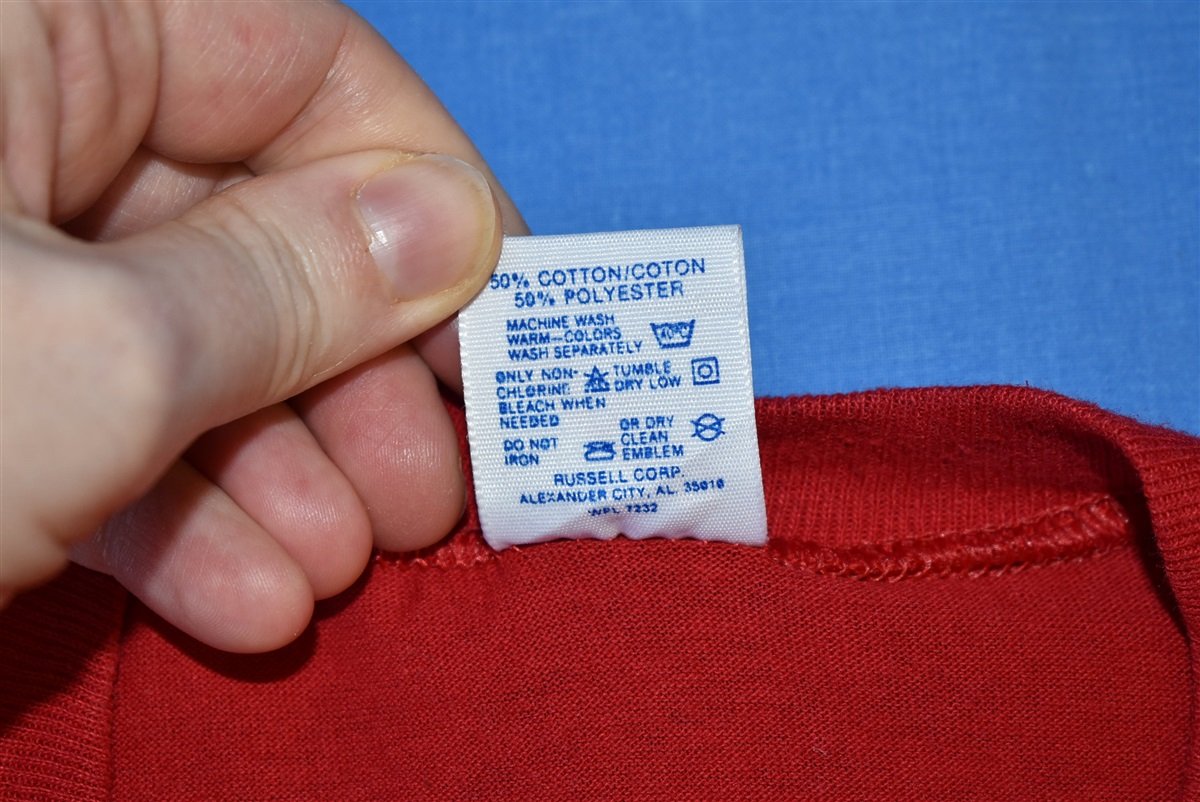 50% COTTON/COTON
50% POLYESTER
MACHINE WASH
WARM-COLORS
WASH SEPARATELY
40°C
ONLY NON-
CHLORINE
BLEACH WHEN
NEEDED
TUMBLE
DRY LOW
DO NOT
IRON
OR DRY
CLEAN
EMBLEM
RUSSELL CORP.
ALEXANDER CITY, AL. 35010
WPL 7232